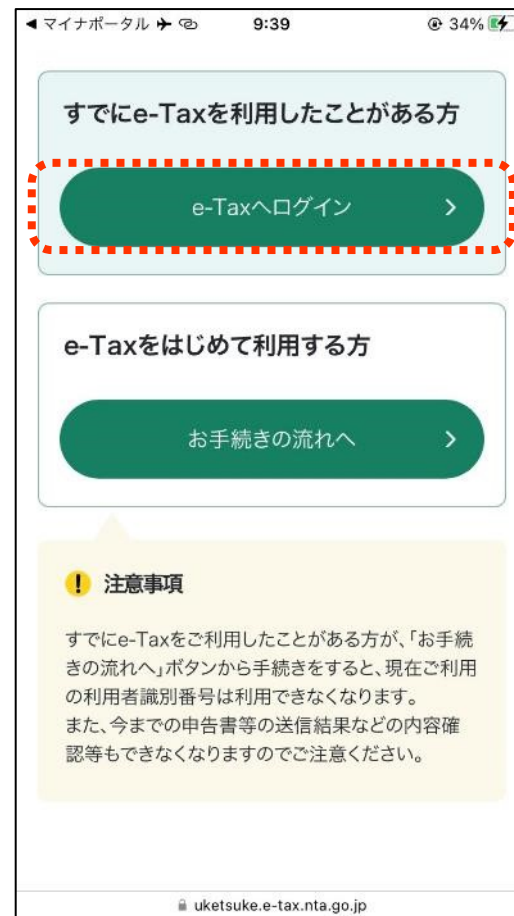 ◀ マイナポータル 9:39 34%
すでにe-Taxを利用したことがある方
e-Taxへログイン
e-Taxをはじめて利用する方
お手続きの流れへ
注意事項
すでにe-Taxをご利用したことがある方が、「お手続
きの流れへ」ボタンから手続きをすると、現在ご利用
の利用者識別番号は利用できなくなります。
また、今までの申告書等の送信結果などの内容確
認等もできなくなりますのでご注意ください。
uketsuke.e-tax.nta.go.jp